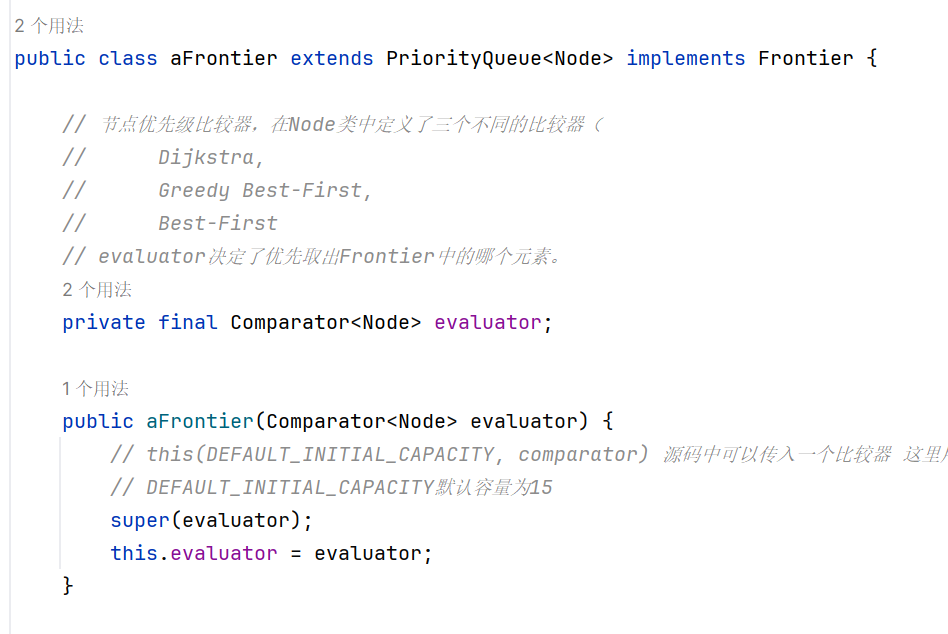 2 个用法
public class aFrontier extends PriorityQueue<Node> implements Frontier {
// 节点优先级比较器，在Node类中定义了三个不同的比较器（
// Dijkstra,
// Greedy Best-First,
// Best-First
// evaluator决定了优先取出Frontier中的哪个元素。
2 个用法
private final Comparator<Node> evaluator;
1 个用法
public aFrontier(Comparator<Node> evaluator) {
// this(DEFAULT_INITIAL_CAPACITY, comparator) 源码中可以传入一个比较器 这里
// DEFAULT_INITIAL_CAPACITY默认容量为15
super(evaluator);
this.evaluator = evaluator;
}